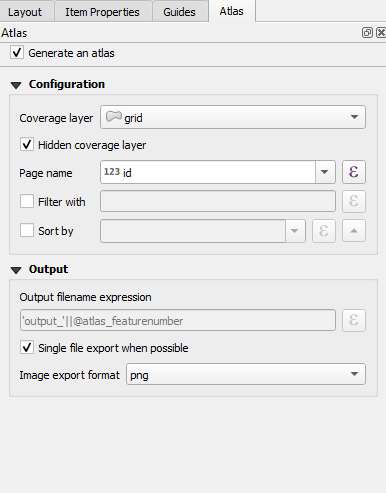 Layout Item Properties Guides Atlas
Atlas
Generate an atlas
Configuration
Coverage layer grid
Hidden coverage layer
Page name 123 id ε
Filter with ε
Sort by ε
Output
Output filename expression
'output_'||@atlas_featurenumber ε
Single file export when possible
Image export format png